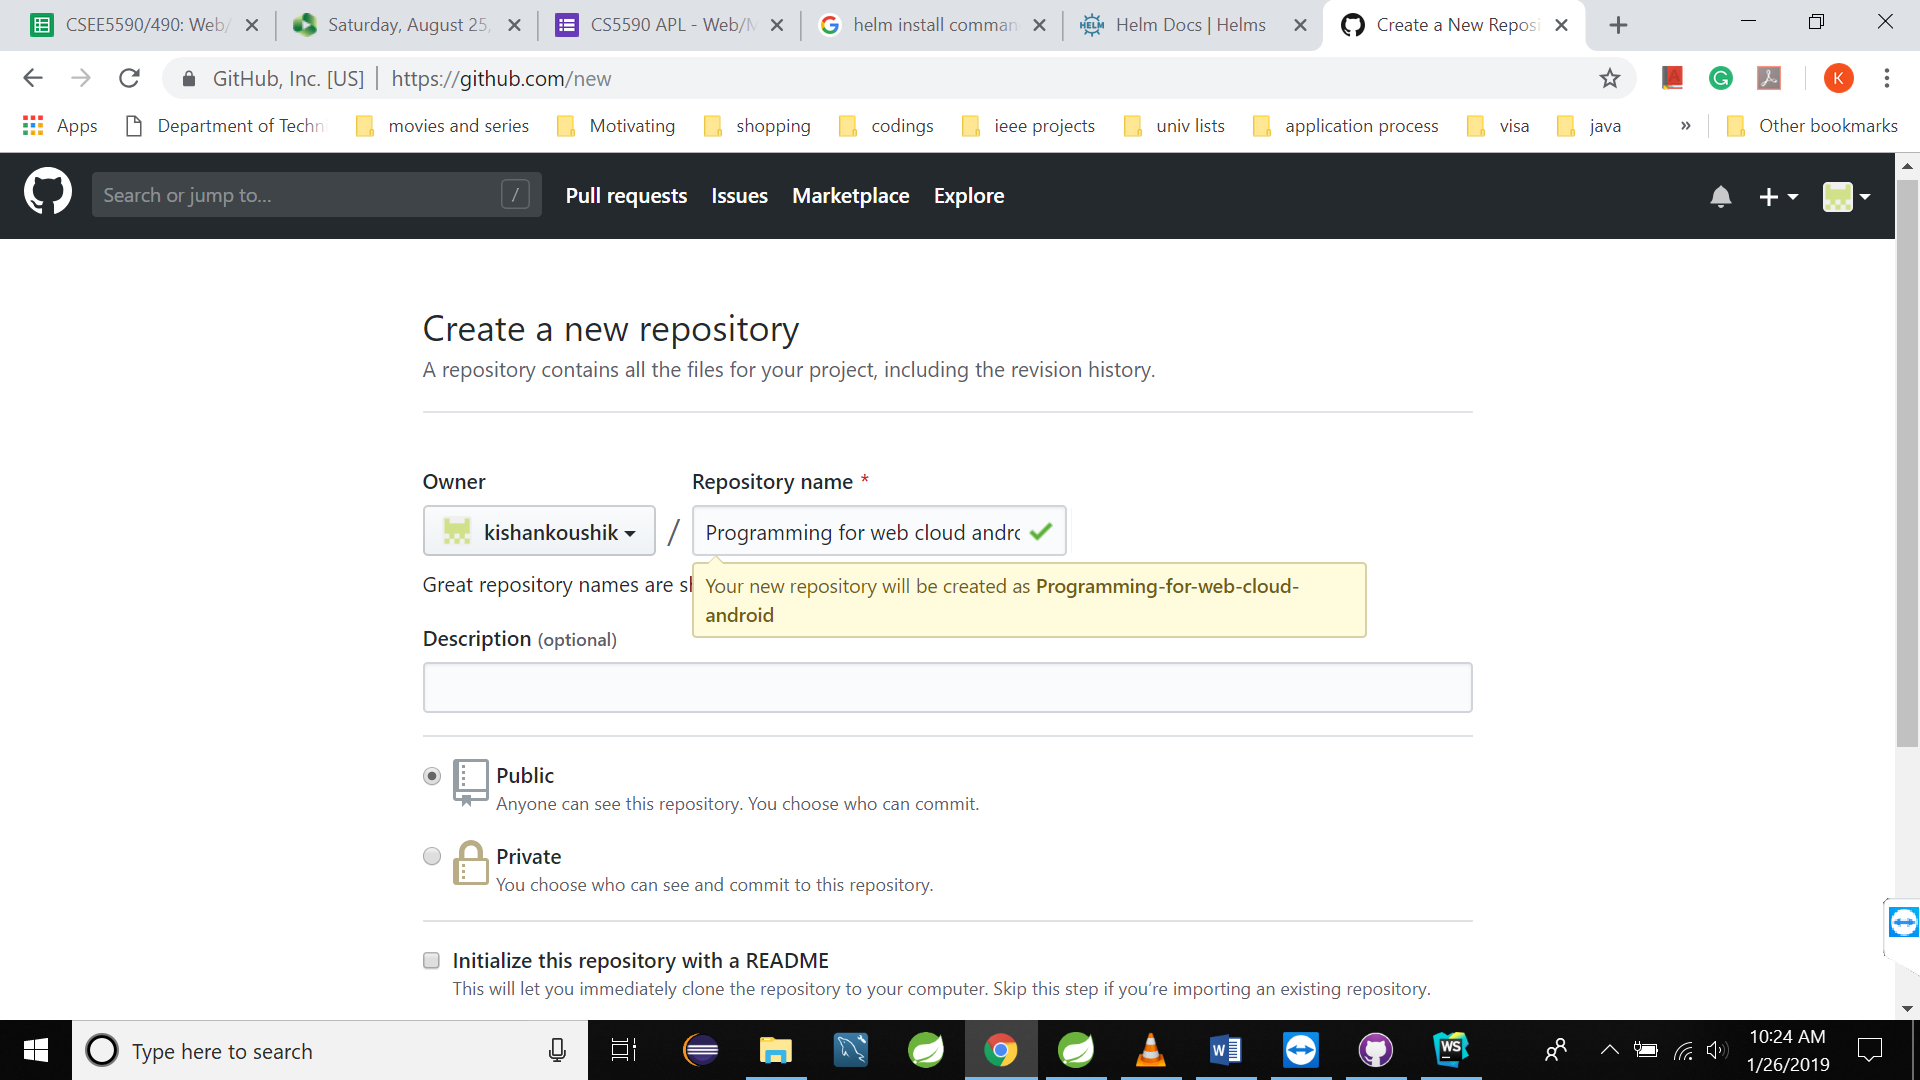 CSEE5590/490: Web/
Saturday, August 25,
CS5590 APL - Web/M
helm install comman
Helm Docs | Helms
Create a New Reposi
GitHub, Inc. [US]
https://github.com/new
K
Apps
Department of Techn
movies and series
Motivating
shopping
codings
ieee projects
univ lists
application process
visa
java
»
Other bookmarks
Search or jump to...
/
Pull requests
Issues
Marketplace
Explore
Create a new repository
A repository contains all the files for your project, including the revision history.
Owner
Repository name *
kishankoushik
/
Programming for web cloud andro
Great repository names are sh
Your new repository will be created as Programming-for-web-cloud-
android
Description (optional)
Public
Anyone can see this repository. You choose who can commit.
Private
You choose who can see and commit to this repository.
Initialize this repository with a README
This will let you immediately clone the repository to your computer. Skip this step if you’re importing an existing repository.
Type here to search
WS
10:24 AM
1/26/2019